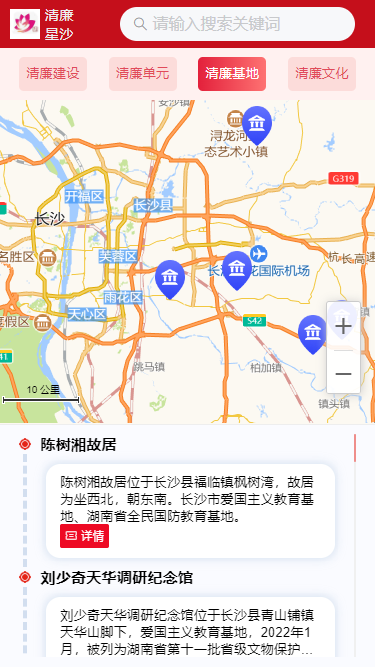 清廉
星沙
请输入搜索关键词
清廉建设
清廉单元
清廉基地
清廉文化
安沙镇
浔龙河
态艺术小镇
G319
开福区
长沙县
长沙
名胜区
芙蓉区
杭长高速
国际机场
雨花区
天心区
度假区
S42
41
跳马镇
柏加镇
10 公里
镇头镇
+
−
陈树湘故居
陈树湘故居位于长沙县福临镇枫树湾，故居
为坐西北，朝东南。长沙市爱国主义教育基
地、湖南省全民国防教育基地。
详情
刘少奇天华调研纪念馆
刘少奇天华调研纪念馆位于长沙县青山铺镇
天华山脚下，爱国主义教育基地，2022年1
月，被列为湖南省第十一批省级文物保护...